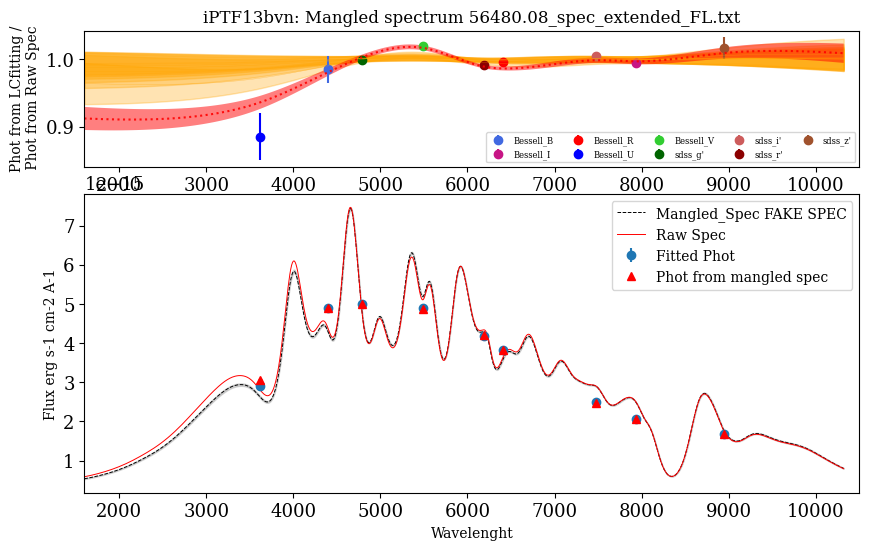 iPTF13bvn: Mangled spectrum 56480.08_spec_extended_FL.txt
Phot from LCfitting /
Phot from Raw Spec
1.0
0.9
Bessell_B
Bessell_I
Bessell_R
Bessell_U
Bessell_V
sdss_g'
sdss_i'
sdss_r'
sdss_z'
2000 3000 4000 5000 6000 7000 8000 9000 10000
1e−15
Flux erg s-1 cm-2 A-1
7
6
5
4
3
2
1
Mangled_Spec FAKE SPEC
Raw Spec
Fitted Phot
Phot from mangled spec
2000 3000 4000 5000 6000 7000 8000 9000 10000
Wavelenght